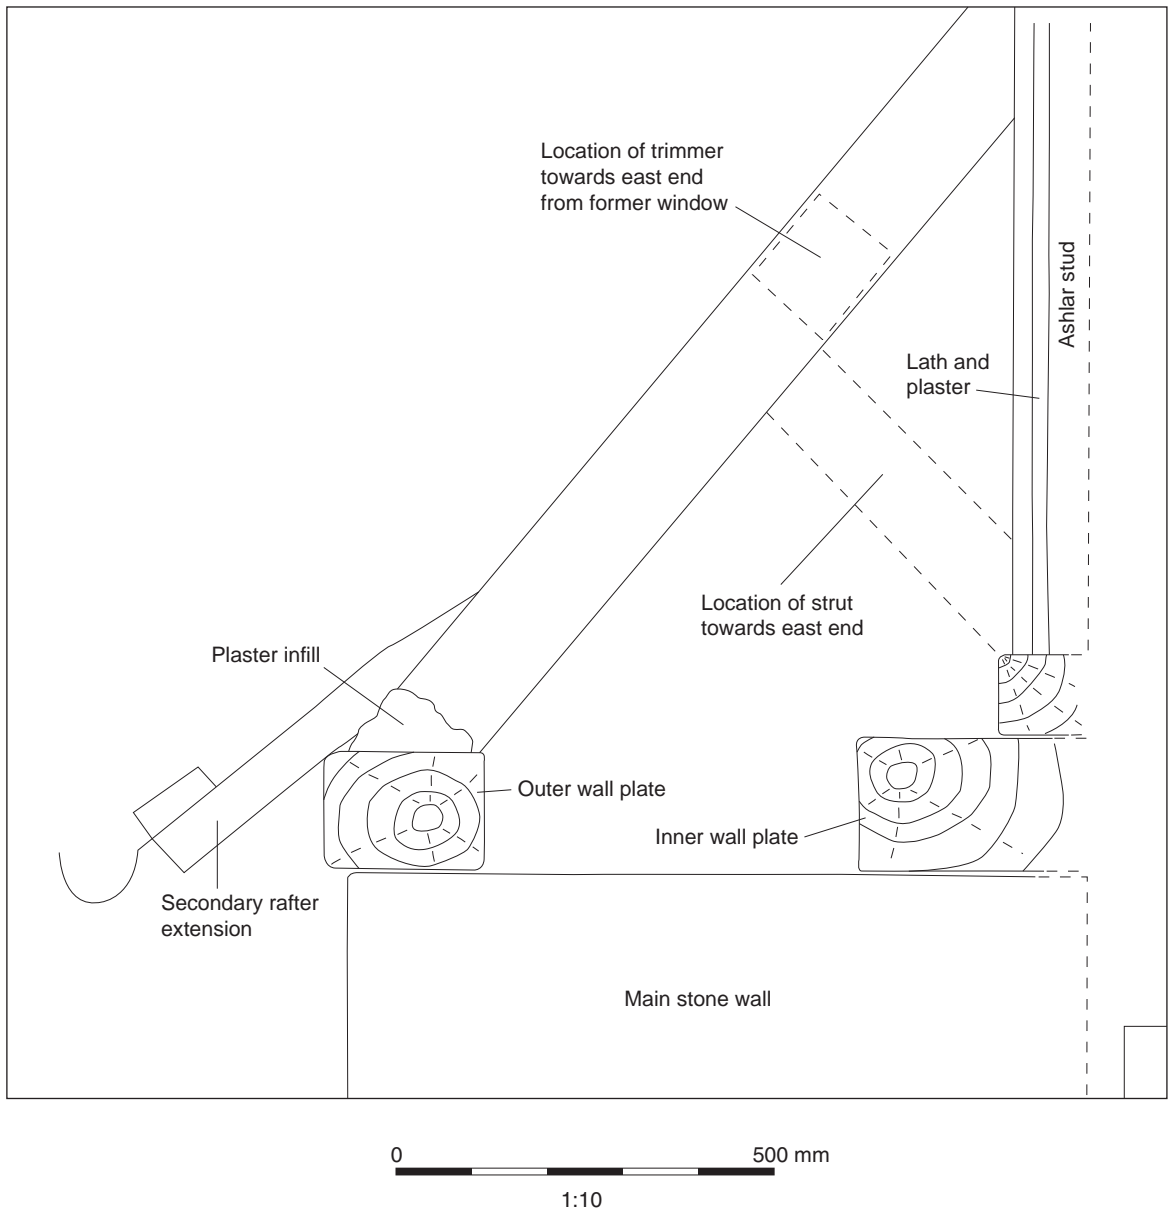 Location of trimmer
towards east end
from former window
Ashlar stud
Lath and
plaster
Location of strut
towards east end
Plaster infill
Outer wall plate
Inner wall plate
Secondary rafter
extension
Main stone wall
0
500 mm
1:10